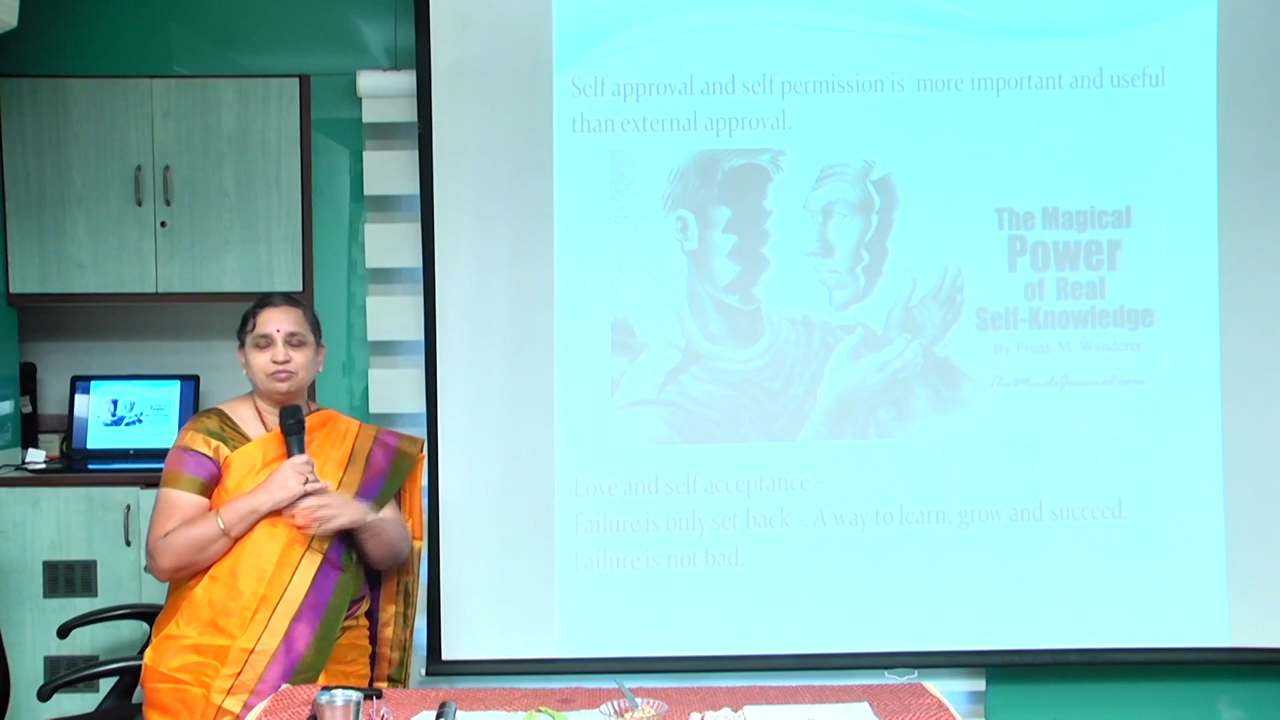 Self approval and self permission is more important and useful
than external approval.
The Magical
Power
of Real
Self-Knowledge
By Frank M. Wanderer
TheMindsJournal.com
Love and self acceptance -
Failure is only set back - A way to learn, grow and succeed.
Failure is not bad.